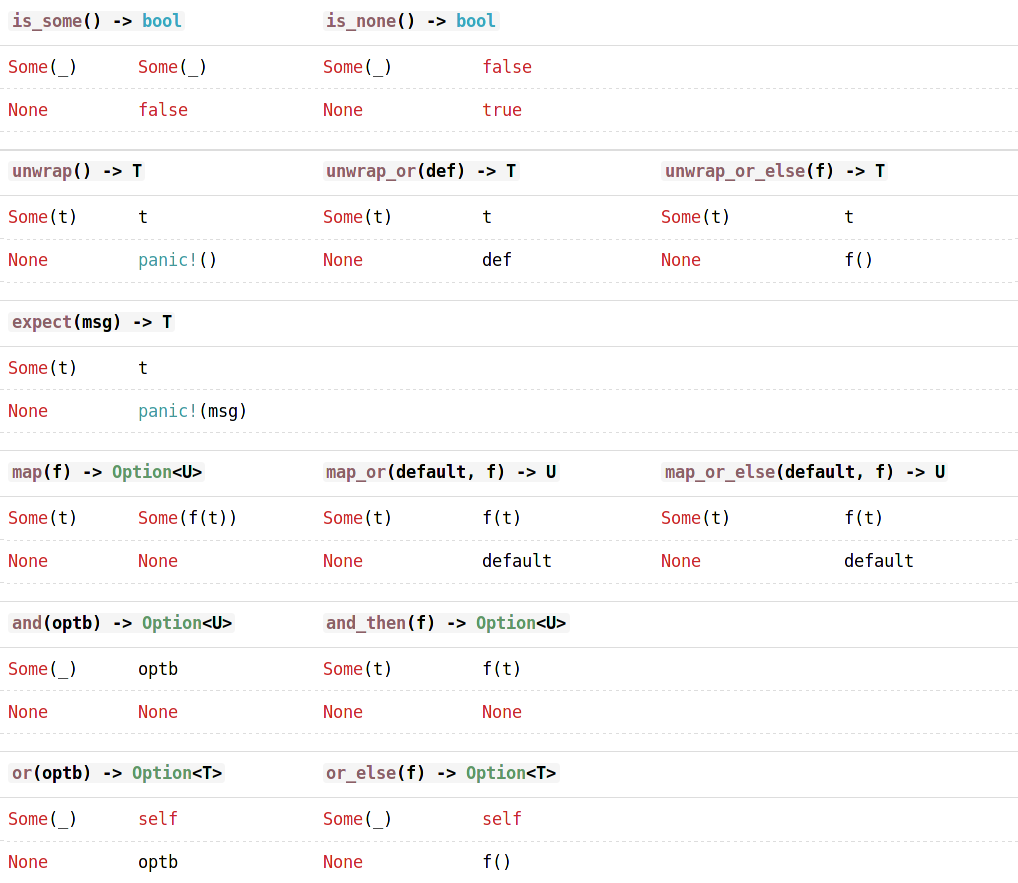 is_some() -> bool is_none() -> bool
Some(_) Some(_) Some(_) false
None false None true
unwrap() -> T unwrap_or(def) -> T unwrap_or_else(f) -> T
Some(t) t Some(t) t Some(t) t
None panic!() None def None f()
expect(msg) -> T
Some(t) t
None panic!(msg)
map(f) -> Option<U> map_or(default, f) -> U map_or_else(default, f) -> U
Some(t) Some(f(t)) Some(t) f(t) Some(t) f(t)
None None None default None default
and(optb) -> Option<U> and_then(f) -> Option<U>
Some(_) optb Some(t) f(t)
None None None None
or(optb) -> Option<T> or_else(f) -> Option<T>
Some(_) self Some(_) self
None optb None f()